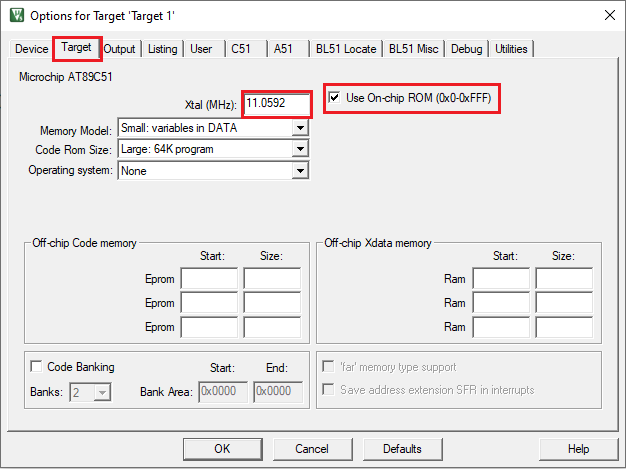 Options for Target 'Target 1'
Device Target Output Listing User C51 A51 BL51 Locate BL51 Misc Debug Utilities
Microchip AT89C51
Xtal (MHz): 11.0592 Use On-chip ROM (0x0-0xFFF)
Memory Model: Small: variables in DATA
Code Rom Size: Large: 64K program
Operating system: None
Off-chip Code memory Off-chip Xdata memory
Start: Size: Start: Size:
Eprom Ram
Eprom Ram
Eprom Ram
Code Banking Start: End: 'far' memory type support
Banks: 2 Bank Area: 0x0000 0x0000 Save address extension SFR in interrupts
OK Cancel Defaults Help